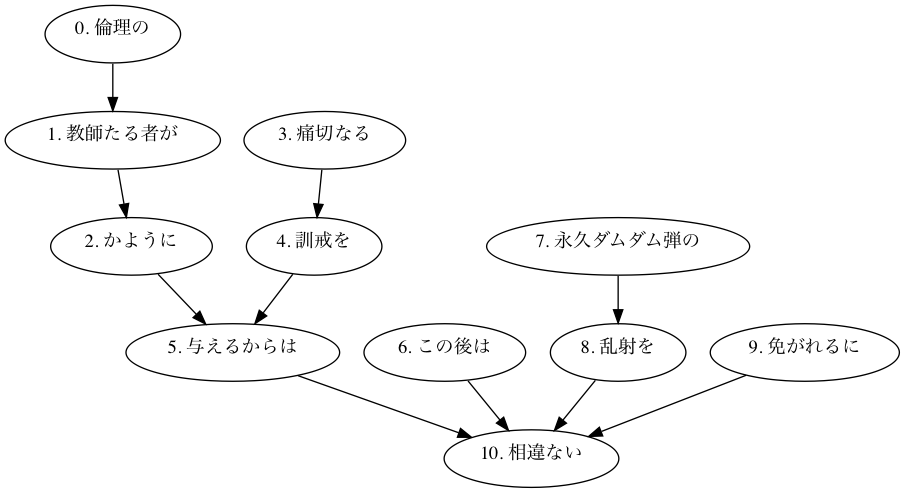 0. 倫理の
1. 教師たる者が
3. 痛切なる
2. かように
4. 訓戒を
7. 永久ダムダム弾の
5. 与えるからは
6. この後は
8. 乱射を
9. 免がれるに
10. 相違ない